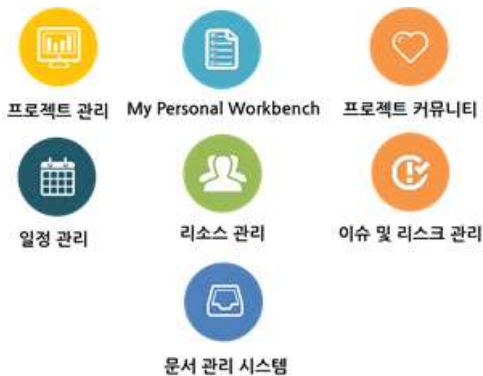 프로젝트 관리
My Personal Workbench
프로젝트 커뮤니티
일정 관리
리소스 관리
이슈 및 리스크 관리
문서 관리 시스템